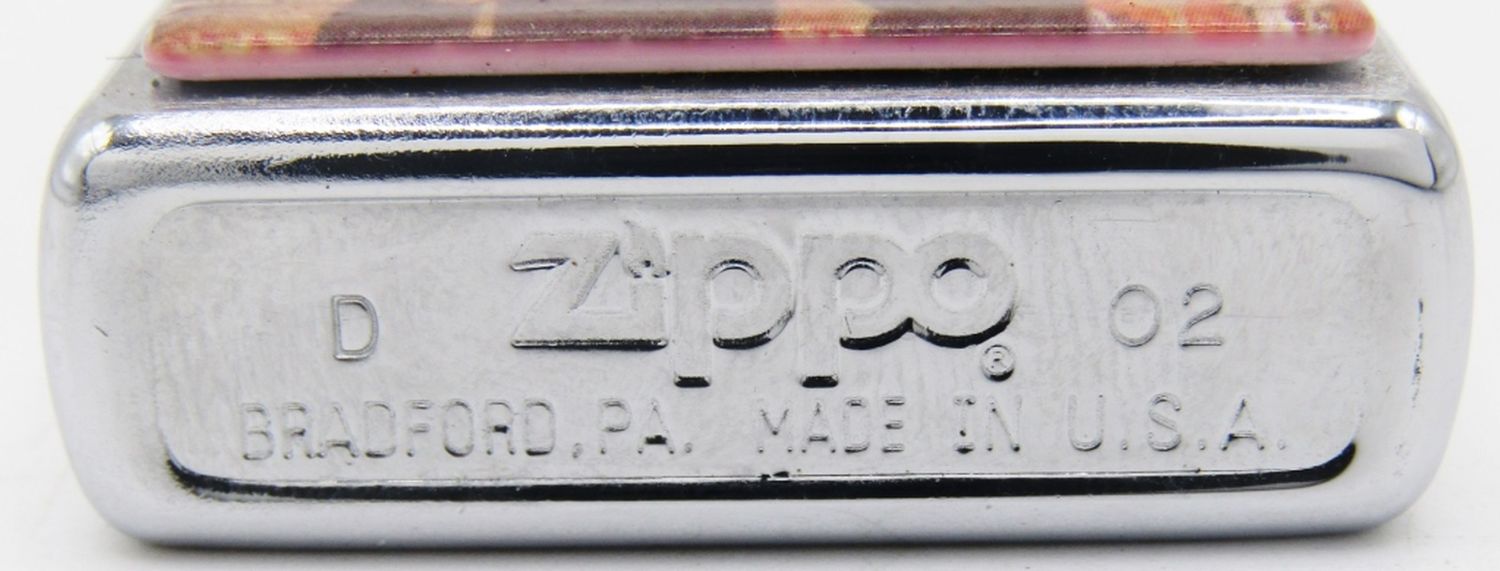 D Zippo® 02
BRADFORD, PA. MADE IN U.S.A.